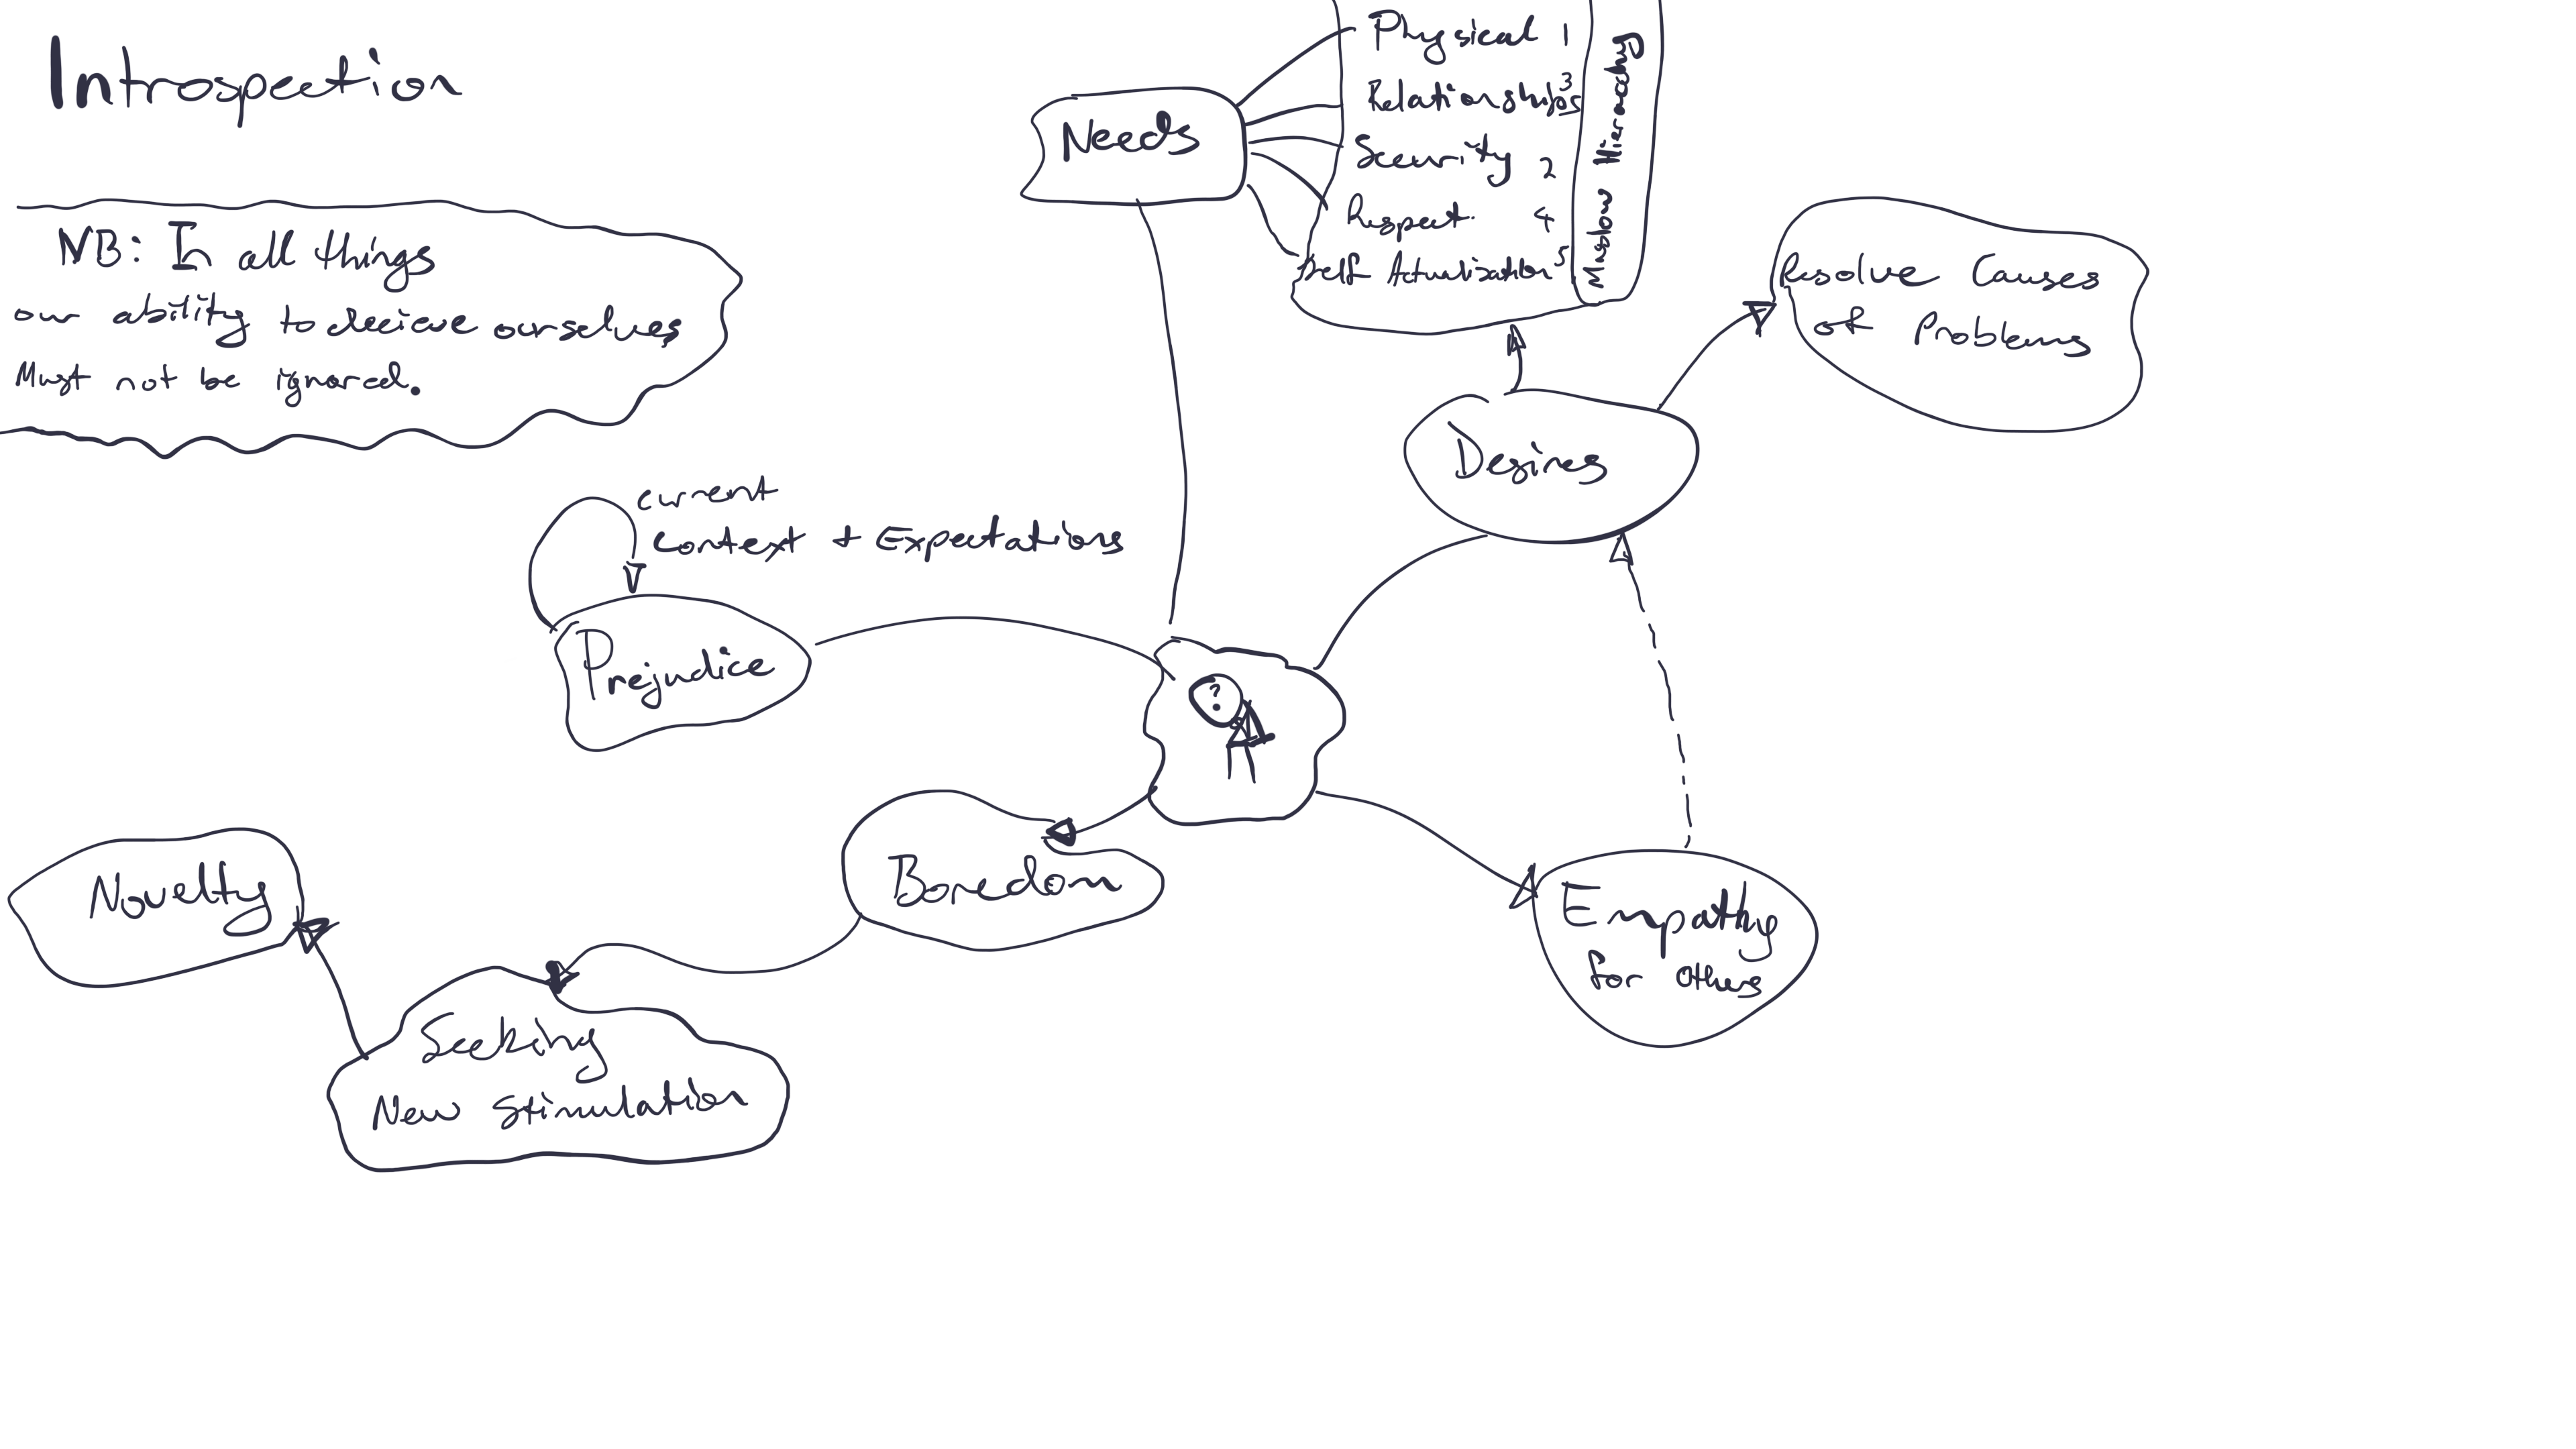 Introspection
NB: In all things
our ability to decieve ourselves
Must not be ignored.
Needs
Physical 1
Relationships 3
Security 2
Respect. 4
Self Actualization 5
Maslow Hierachy
Resolve Causes
of Problems
Desires
current
context + Expectations
Prejudice
?
Boredom
Novelty
Seeking
New Stimulation
Empathy
for others